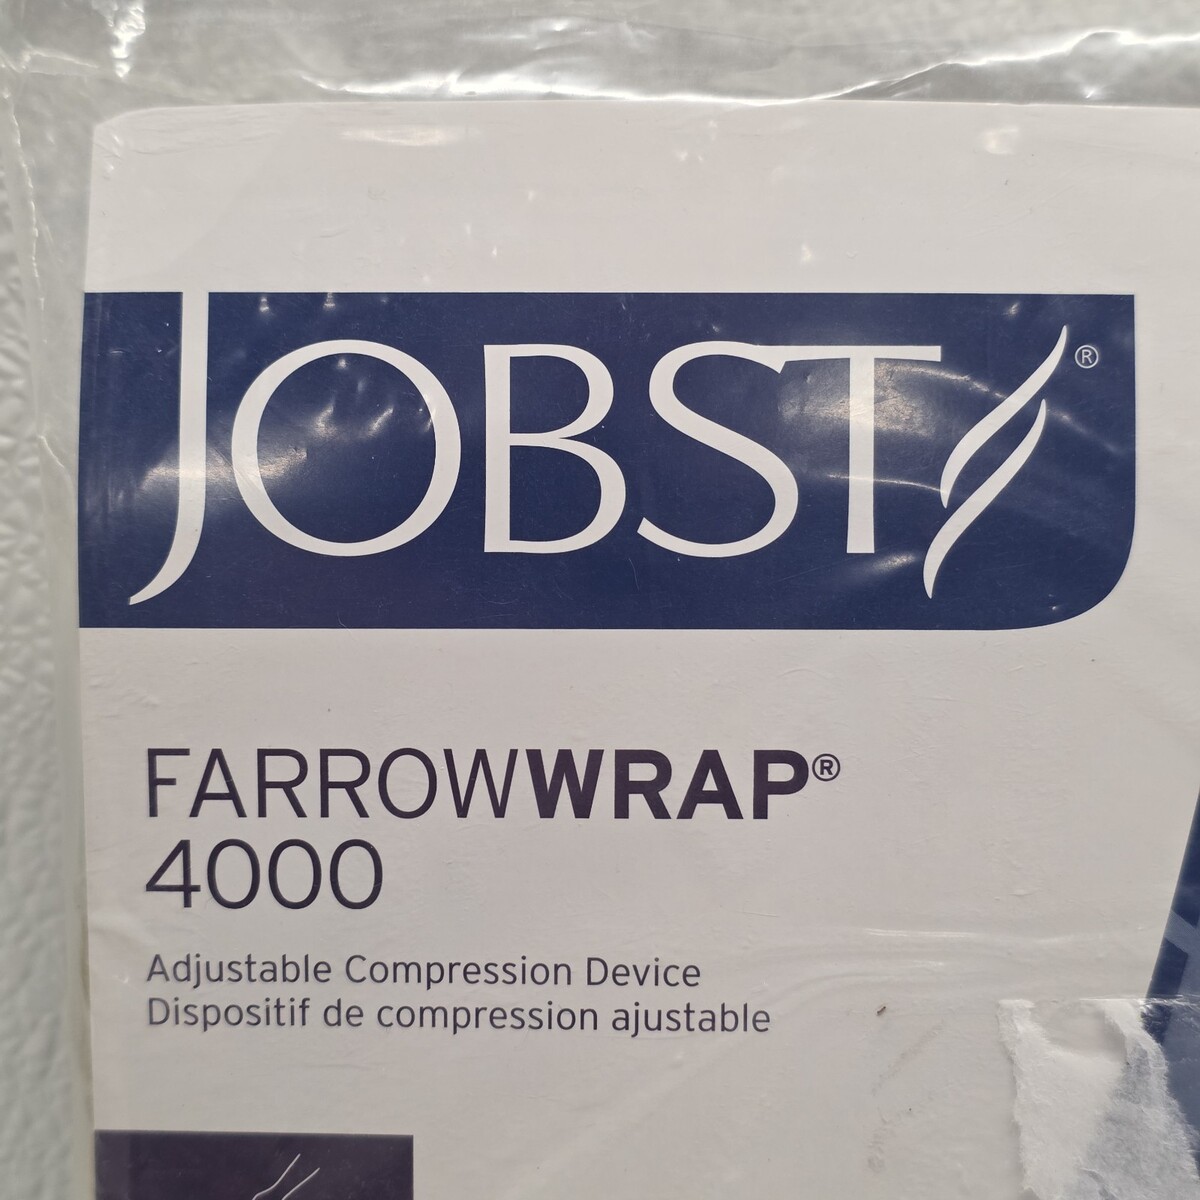 JOBST®
FARROWWRAP®
4000
Adjustable Compression Device
Dispositif de compression ajustable